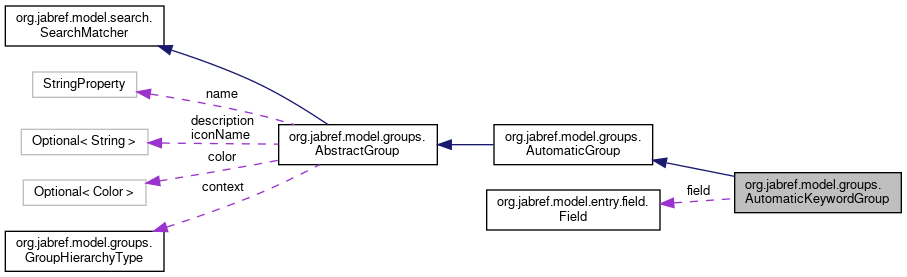 org.jabref.model.search.
SearchMatcher
StringProperty
name
Optional< String >
description
iconName
Optional< Color >
color
context
org.jabref.model.groups.
GroupHierarchyType
org.jabref.model.groups.
AbstractGroup
org.jabref.model.groups.
AutomaticGroup
org.jabref.model.entry.field.
Field
field
org.jabref.model.groups.
AutomaticKeywordGroup